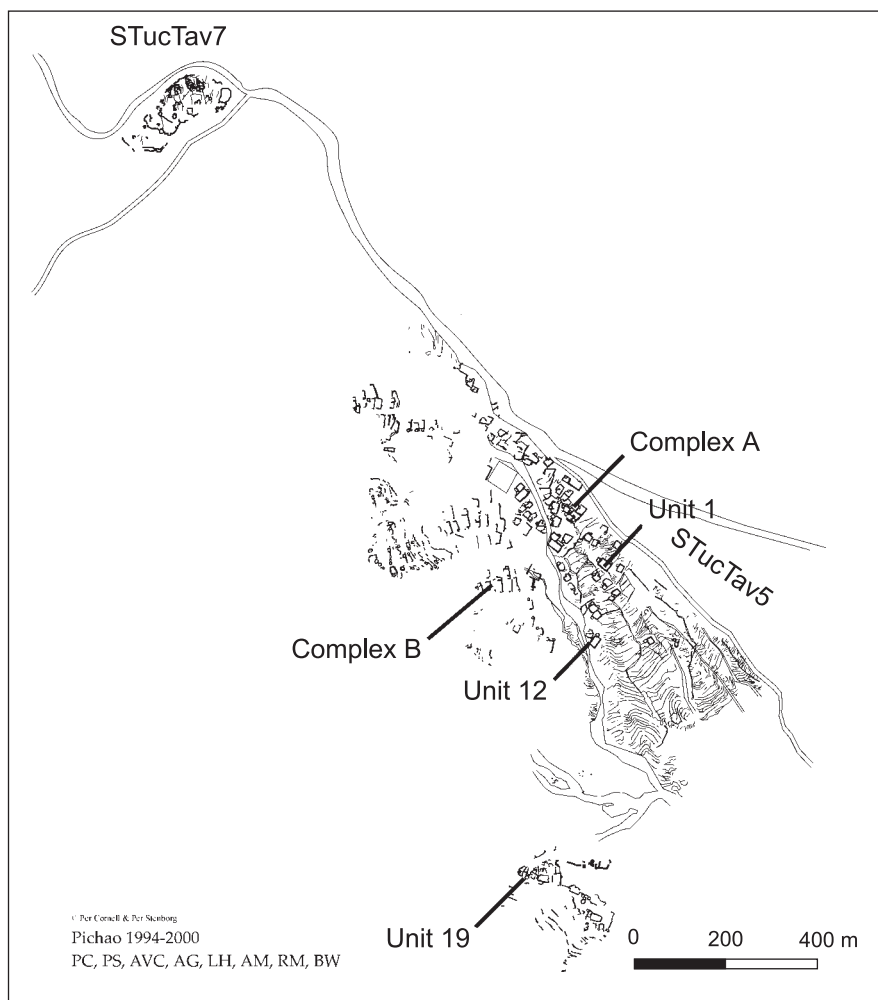 STucTav7
Complex A
Unit 1
STucTav5
Complex B
Unit 12
Unit 19
© Per Cornell & Per Stenborg
Pichao 1994-2000
PC, PS, AVC, AG, LH, AM, RM, BW
0 200 400 m